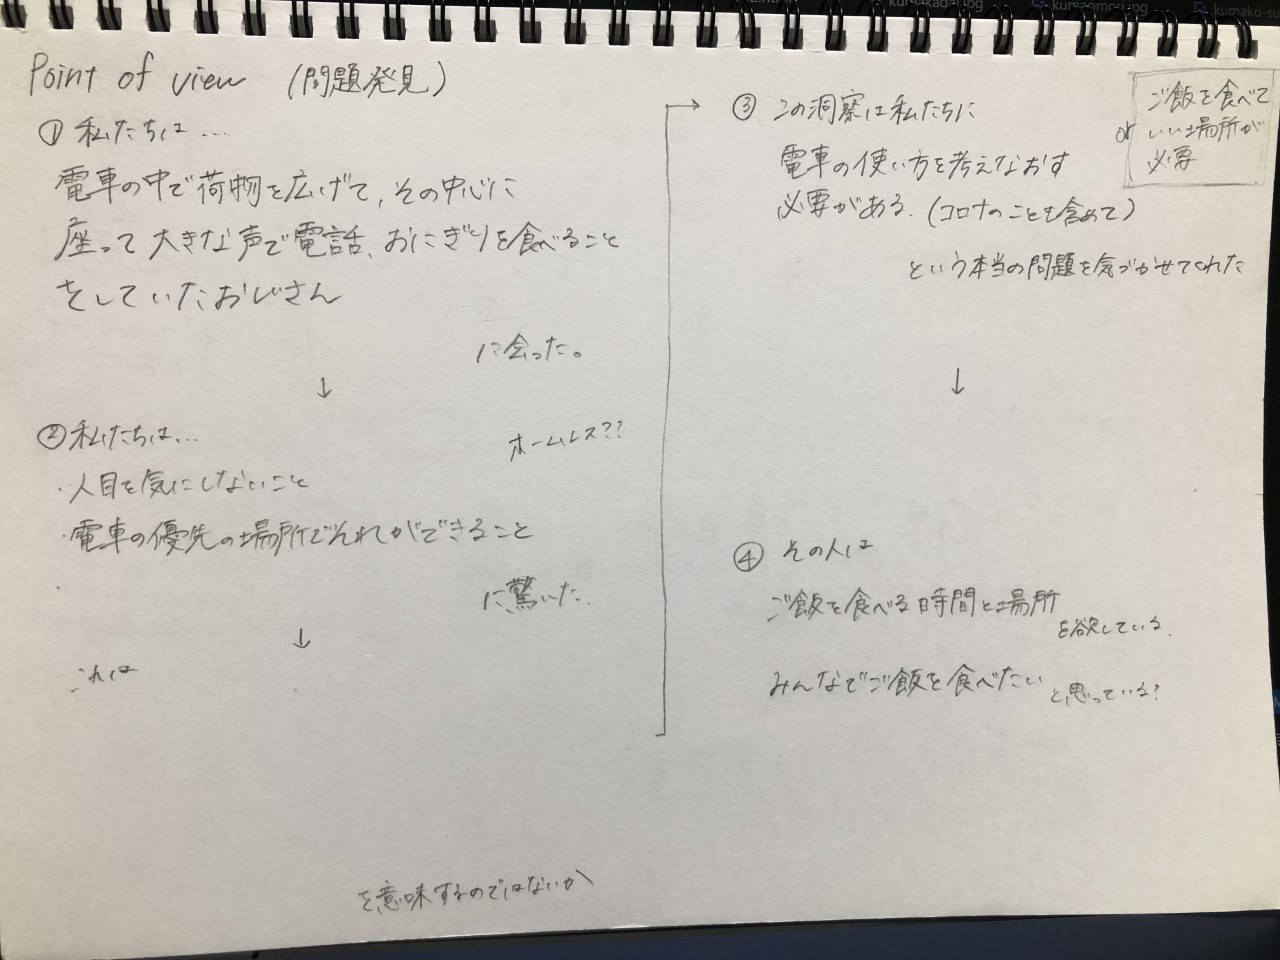 kumakadai.jpg
kumamomori.jpg
kumako-s
Point of view (問題発見)
① 私たちは…
電車の中で荷物を広げて、その中心に
座って大きな声で電話、おにぎりを食べること
をしていたおじさん
に会った。
↓
② 私たちは…
ホームレス??
・人目を気にしないこと
・電車の優先の場所でそれができること
に驚いた.
↓
これは
を意味するのではないか
③ この洞察は私たちに
電車の使い方を考えなおす
必要がある.(コロナのことも含めて)
or
ご飯を食べて
いい場所が
必要
という本当の問題を気づかせてくれた
↓
④ その人は
ご飯を食べる時間と場所
を欲している.
みんなでご飯を食べたい
と思っている?